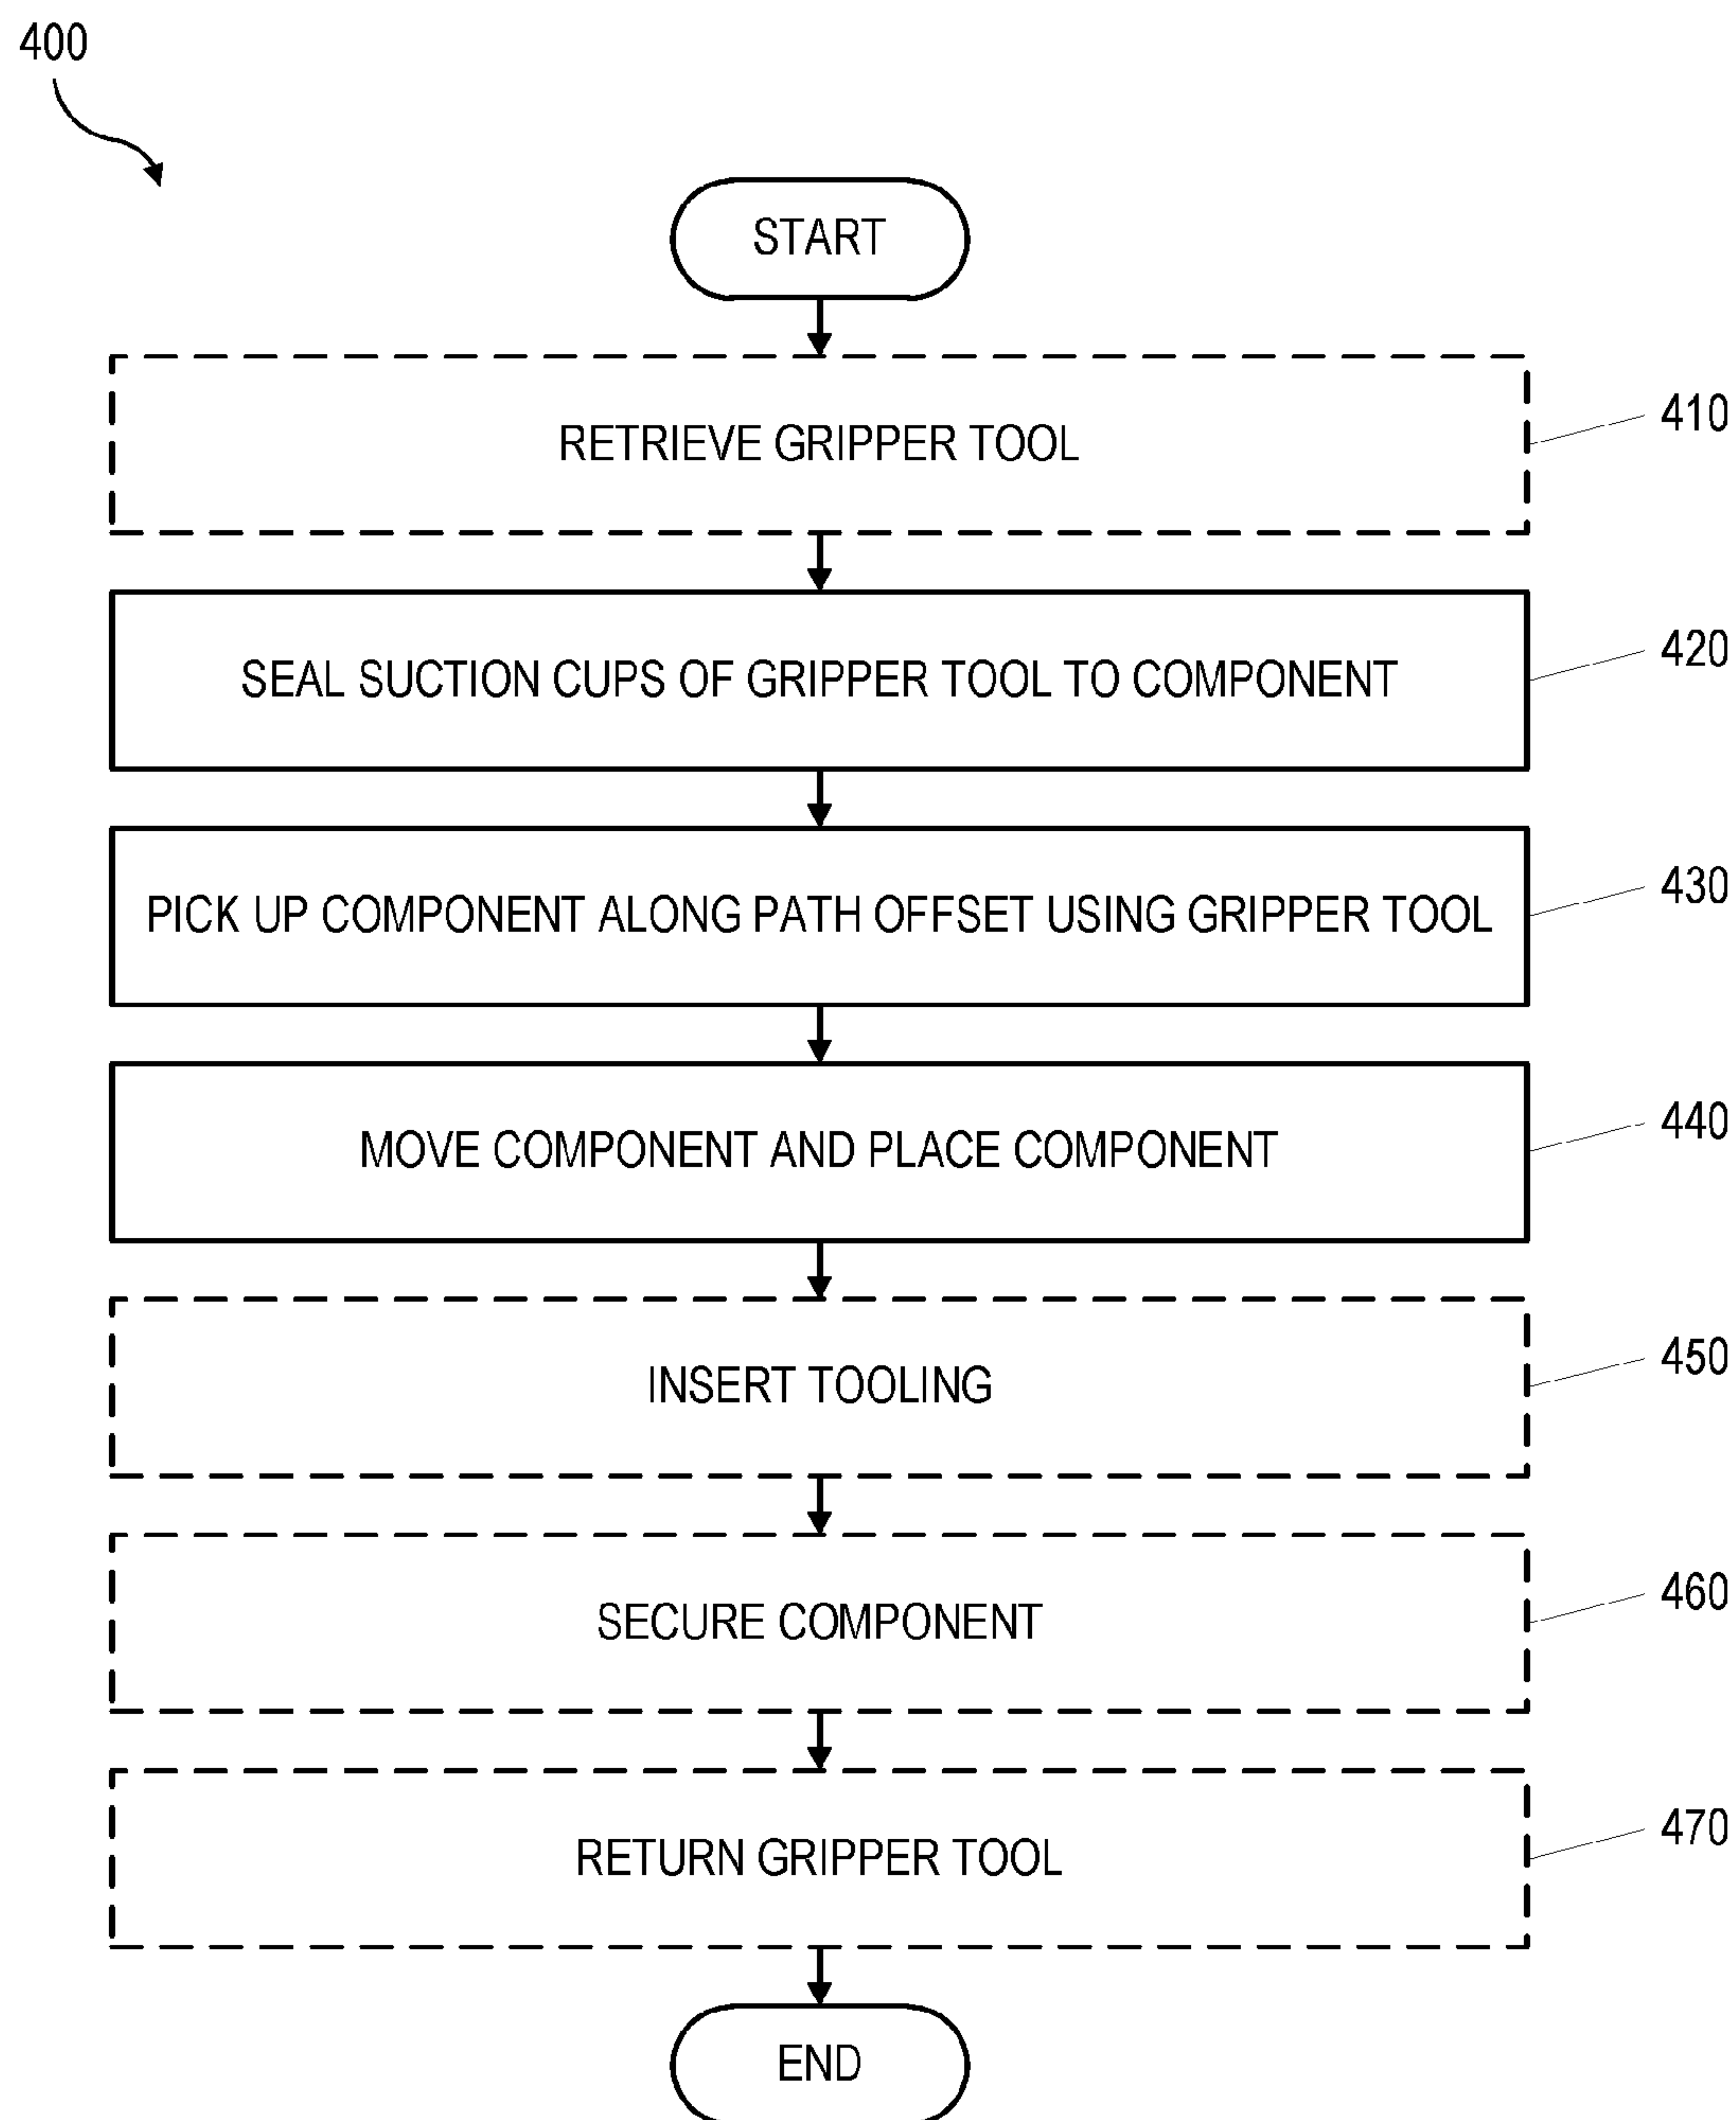 400
START
RETRIEVE GRIPPER TOOL
410
SEAL SUCTION CUPS OF GRIPPER TOOL TO COMPONENT
420
PICK UP COMPONENT ALONG PATH OFFSET USING GRIPPER TOOL
430
MOVE COMPONENT AND PLACE COMPONENT
440
INSERT TOOLING
450
SECURE COMPONENT
460
RETURN GRIPPER TOOL
470
END